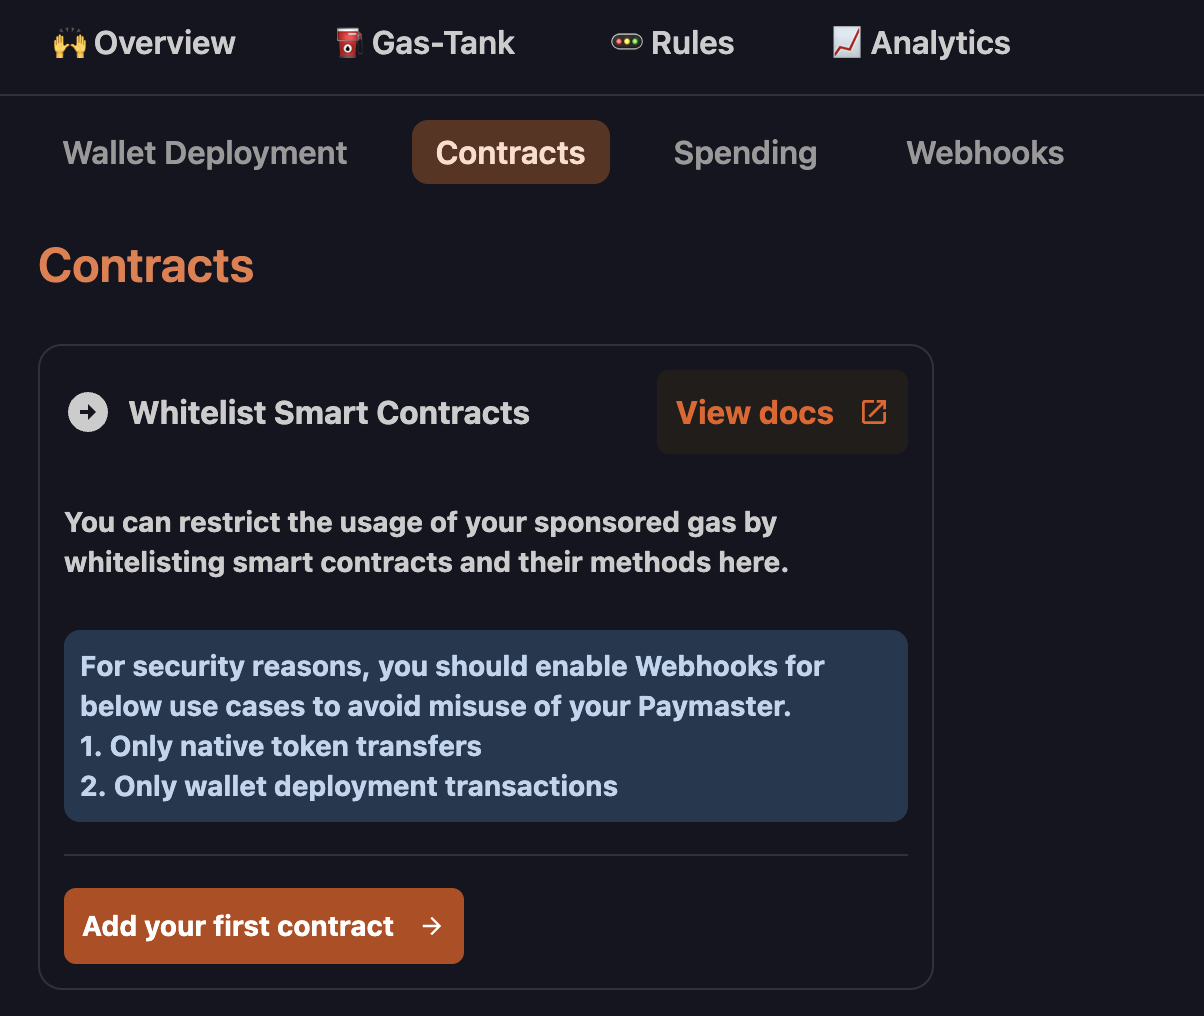 Overview Gas-Tank Rules Analytics
Wallet Deployment Contracts Spending Webhooks
Contracts
Whitelist Smart Contracts View docs
You can restrict the usage of your sponsored gas by
whitelisting smart contracts and their methods here.
For security reasons, you should enable Webhooks for
below use cases to avoid misuse of your Paymaster.
1. Only native token transfers
2. Only wallet deployment transactions
Add your first contract